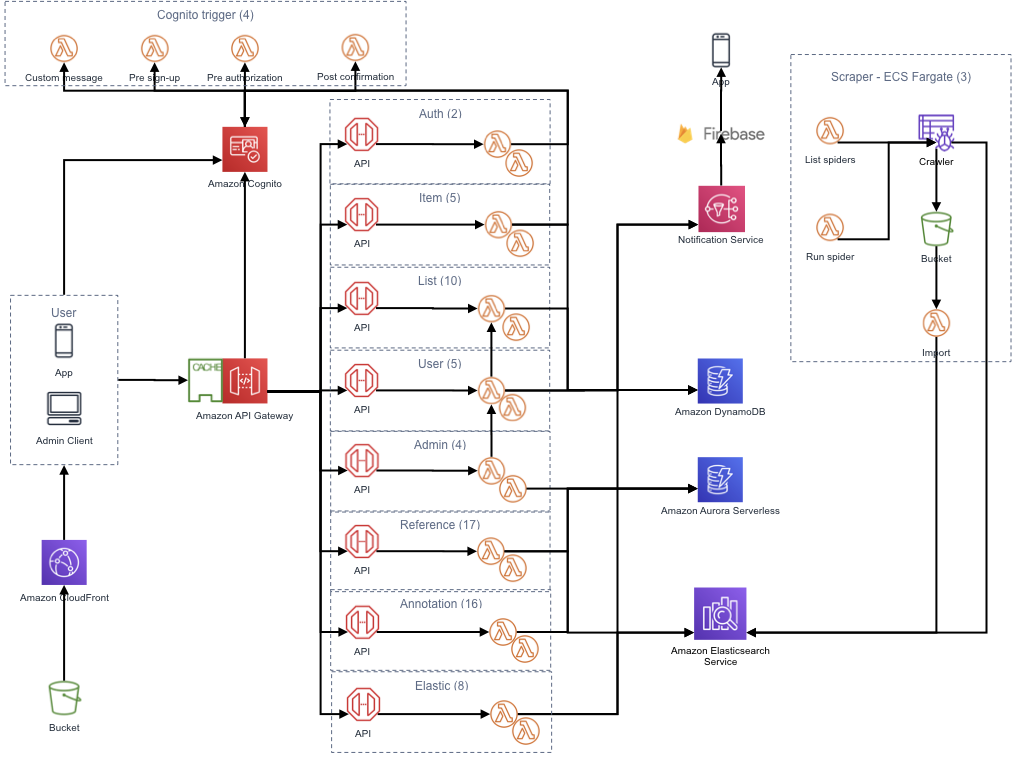 Cognito trigger (4)
Custom message
Pre sign-up
Pre authorization
Post confirmation
Amazon Cognito
User
App
Admin Client
Amazon CloudFront
Bucket
CACHE
Amazon API Gateway
Auth (2)
API
Item (5)
API
List (10)
API
User (5)
API
Admin (4)
API
Reference (17)
API
Annotation (16)
API
Elastic (8)
API
App
Firebase
Notification Service
Amazon DynamoDB
Amazon Aurora Serverless
Amazon Elasticsearch
Service
Scraper - ECS Fargate (3)
List spiders
Crawler
Run spider
Bucket
Import